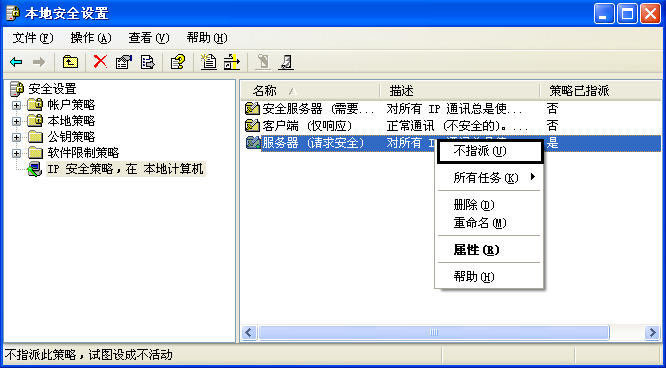 本地安全设置
文件(F) 操作(A) 查看(V) 帮助(H)
安全设置
帐户策略
本地策略
公钥策略
软件限制策略
IP 安全策略，在 本地计算机
名称 描述 策略已指派
安全服务器 (需要... 对所有 IP 通讯总是使... 否
客户端 (仅响应) 正常通讯 (不安全的)。... 否
服务器 (请求安全) 对所有 IP 通讯总是使... 是
不指派(U)
所有任务(K)
删除(D)
重命名(M)
属性(R)
帮助(H)
不指派此策略，试图设成不活动